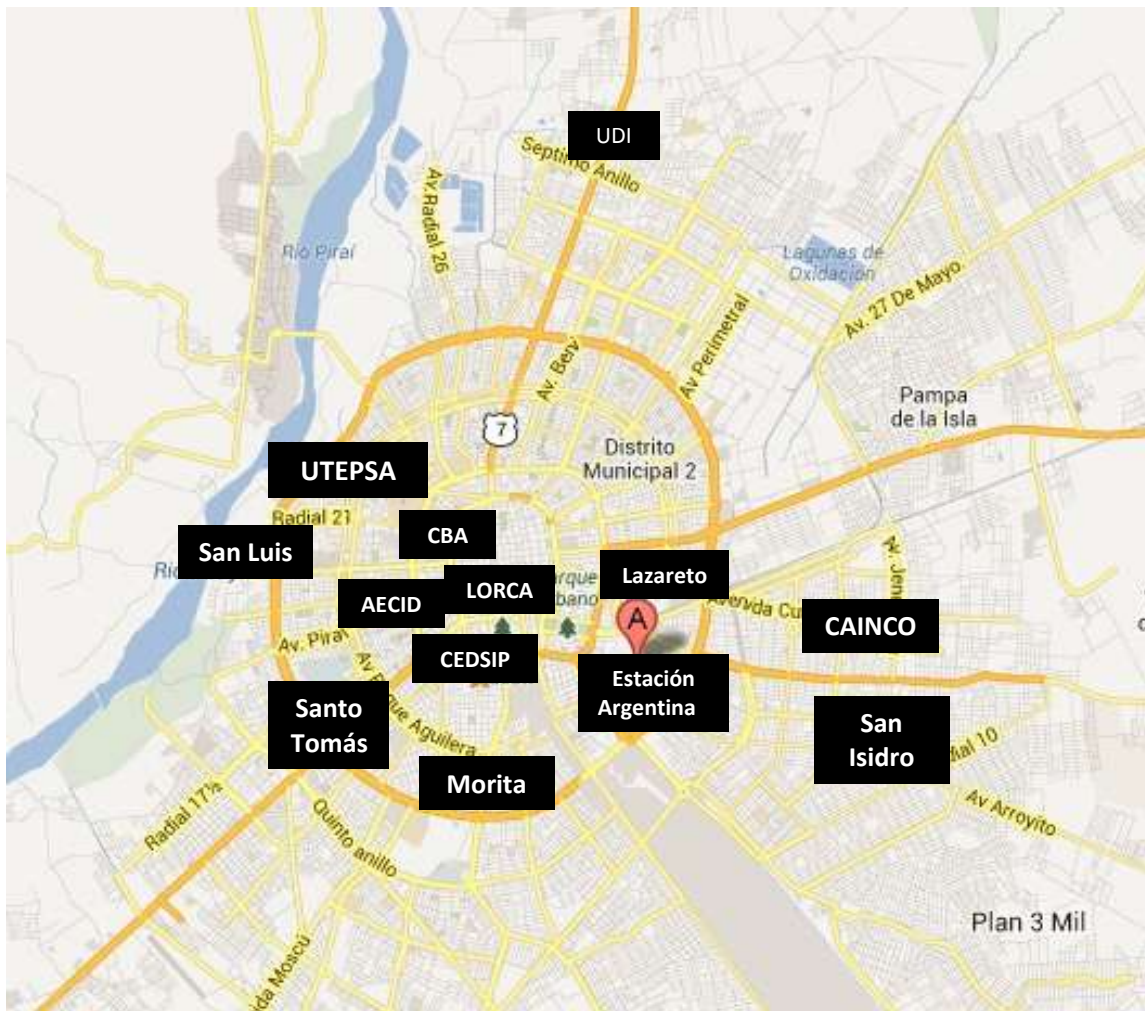 UDI
Septimo Anillo
Av.Radial 26
Río Piraí
Lagunas de
Oxidación
Av. 27 De Mayo
Av Perimetral
Av. Beni
Pampa
de la Isla
7
Distrito
Municipal 2
UTEPSA
Radial 21
CBA
San Luis
Lazareto
LORCA
AECID
A
CAINCO
Av. Piraí
CEDSIP
Estación
Argentina
Santo
Tomás
Aguilera
San
Isidro
Morita
Radial 17½
Quinto anillo
Av Arroyito
Plan 3 Mil
Moscú